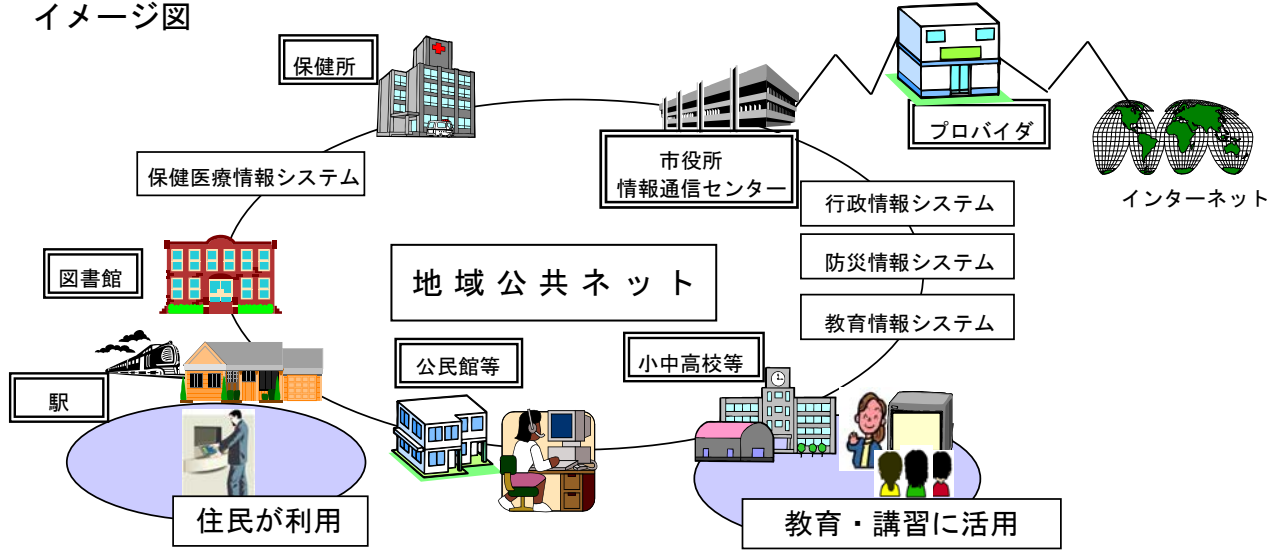 イメージ図
保健所
プロバイダ
市役所
情報通信センター
インターネット
保健医療情報システム
行政情報システム
図書館
地域公共ネット
防災情報システム
教育情報システム
公民館等
小中高校等
駅
住民が利用
教育・講習に活用